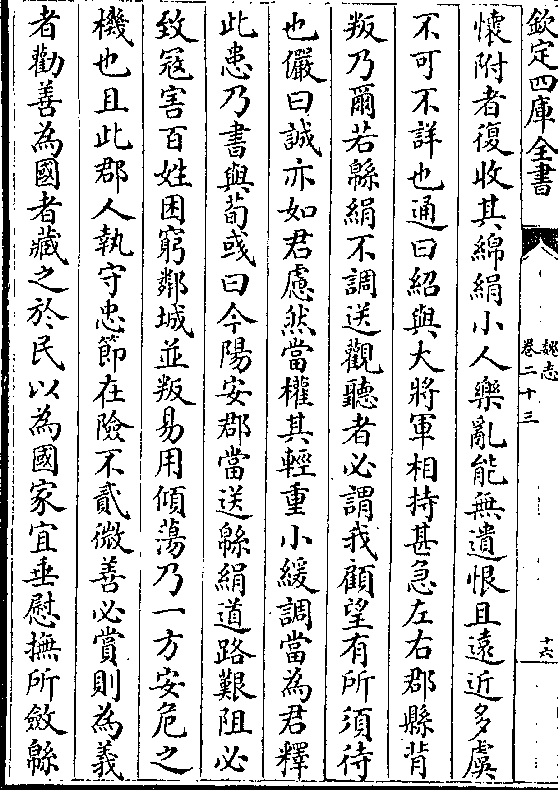 欽定四庫全書
魏志
卷二十三
十六
懷附者復收其綿絹小人樂亂能無遺恨且遠近多虞
不可不詳也通曰紹與大將軍相持甚急左右郡縣背
叛乃爾若緜絹不調送觀聽者必謂我顧望有所須待
也儼曰誠亦如君慮然當權其輕重小緩調當為君釋
此患乃書與荀彧曰今陽安郡當送緜絹道路艱阻必
致冦害百姓困窮鄰城並叛易用傾蕩乃一方安危之
機也且此郡人執守忠節在險不貳微善必賞則為義
者勸善為國者藏之於民以為國家宜垂慰撫所斂緜